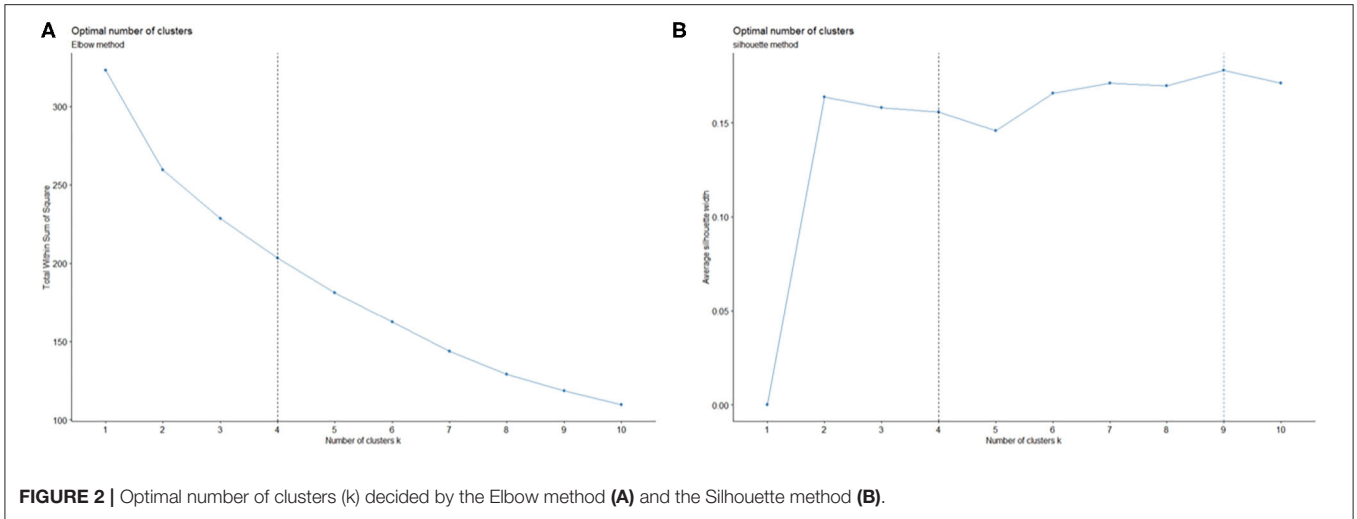 A
Optimal number of clusters
Elbow method
300
250
200
150
100
Total Within Sum of Square
1 2 3 4 5 6 7 8 9 10
Number of clusters k
B
Optimal number of clusters
silhouette method
0.15
0.10
0.05
0.00
Average silhouette width
1 2 3 4 5 6 7 8 9 10
Number of clusters k
FIGURE 2 | Optimal number of clusters (k) decided by the Elbow method (A) and the Silhouette method (B).